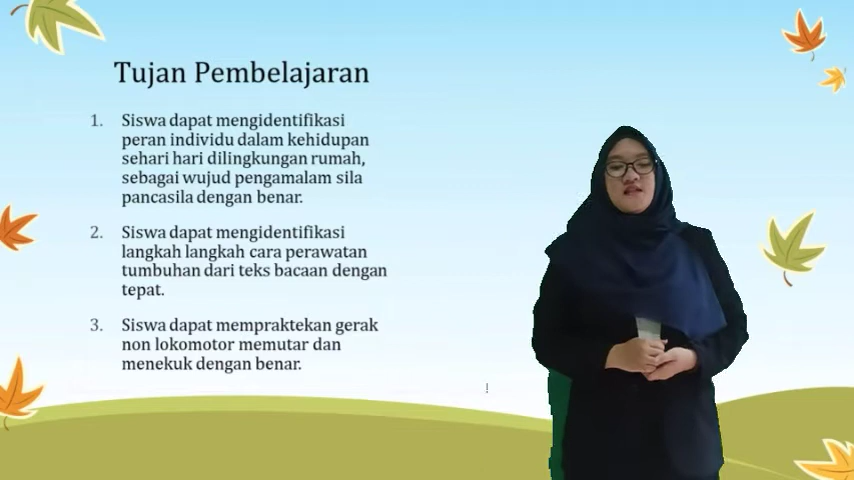 Tujan Pembelajaran
1. Siswa dapat mengidentifikasi
peran individu dalam kehidupan
sehari hari dilingkungan rumah,
sebagai wujud pengamalam sila
pancasila dengan benar.
2. Siswa dapat mengidentifikasi
langkah langkah cara perawatan
tumbuhan dari teks bacaan dengan
tepat.
3. Siswa dapat mempraktekan gerak
non lokomotor memutar dan
menekuk dengan benar.
!